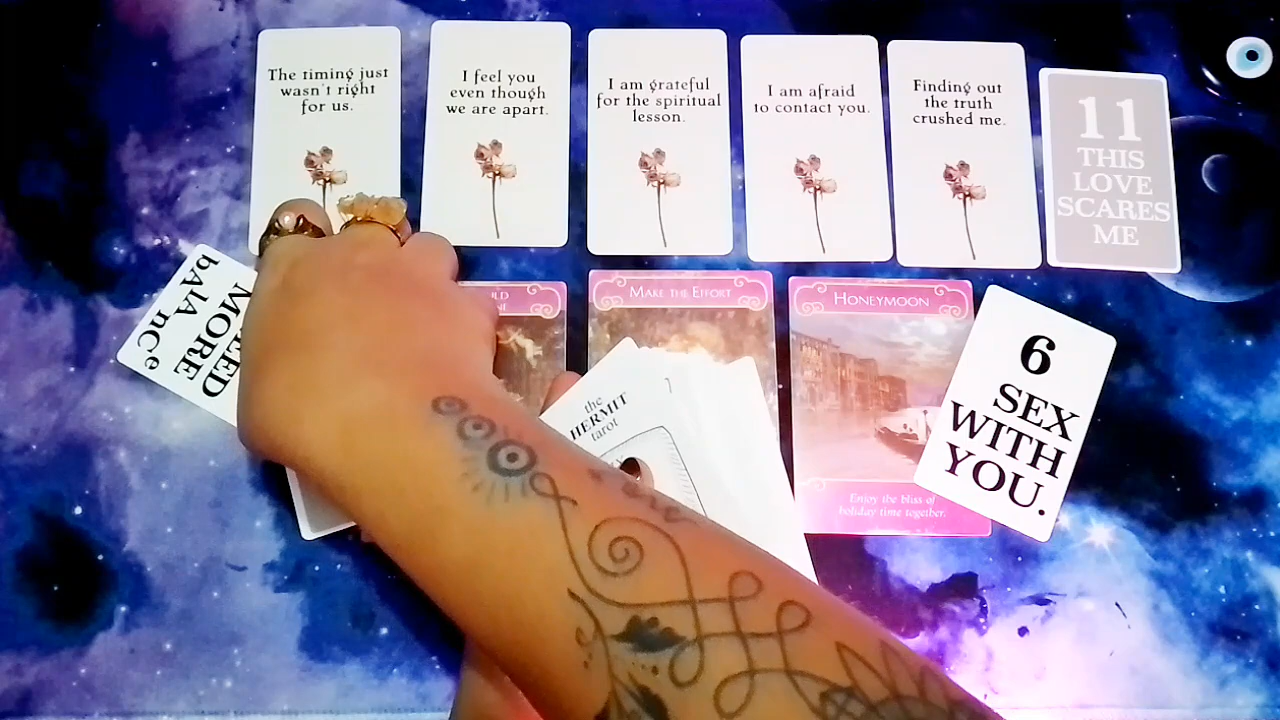 The timing just
wasn't right
for us.
I feel you
even though
we are apart.
I am grateful
for the spiritual
lesson.
I am afraid
to contact you.
Finding out
the truth
crushed me.
11
THIS
LOVE
SCARES
ME
MORE
bALA
nCe
MAKE THE EFFORT
HONEYMOON
Enjoy the bliss of
holiday time together.
6
SEX
WITH
YOU.
the
HERMIT
tarot